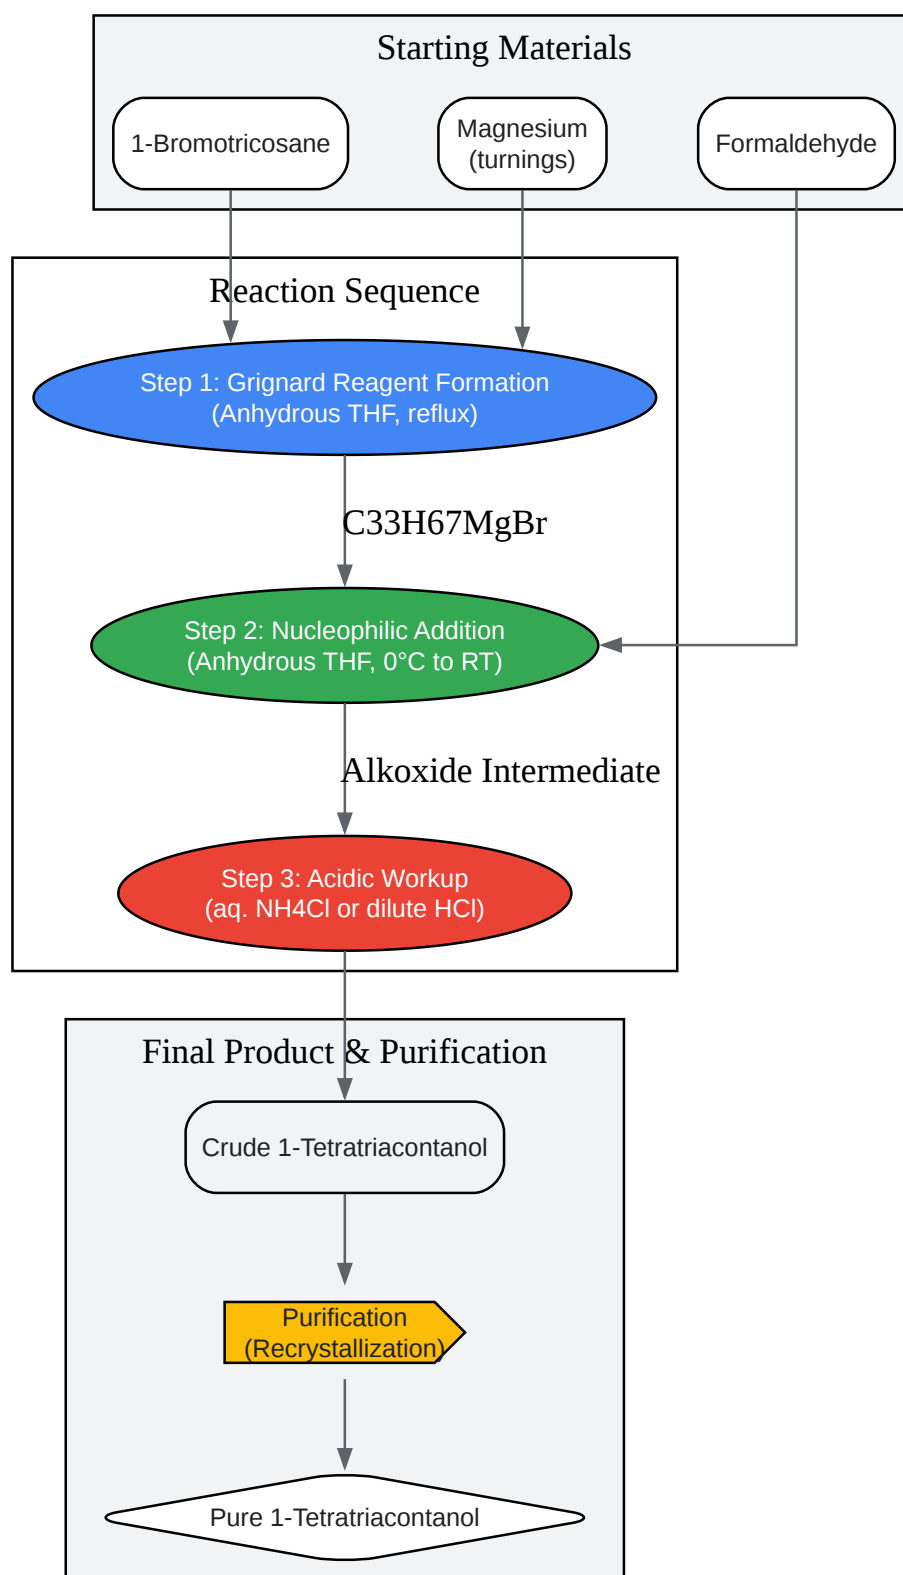 Starting Materials
1-Bromotricosane
Magnesium
(turnings)
Formaldehyde
Reaction Sequence
Step 1: Grignard Reagent Formation
(Anhydrous THF, reflux)
C33H67MgBr
Step 2: Nucleophilic Addition
(Anhydrous THF, 0°C to RT)
Alkoxide Intermediate
Step 3: Acidic Workup
(aq. NH4Cl or dilute HCl)
Final Product & Purification
Crude 1-Tetratriacontanol
Purification
(Recrystallization)
Pure 1-Tetratriacontanol